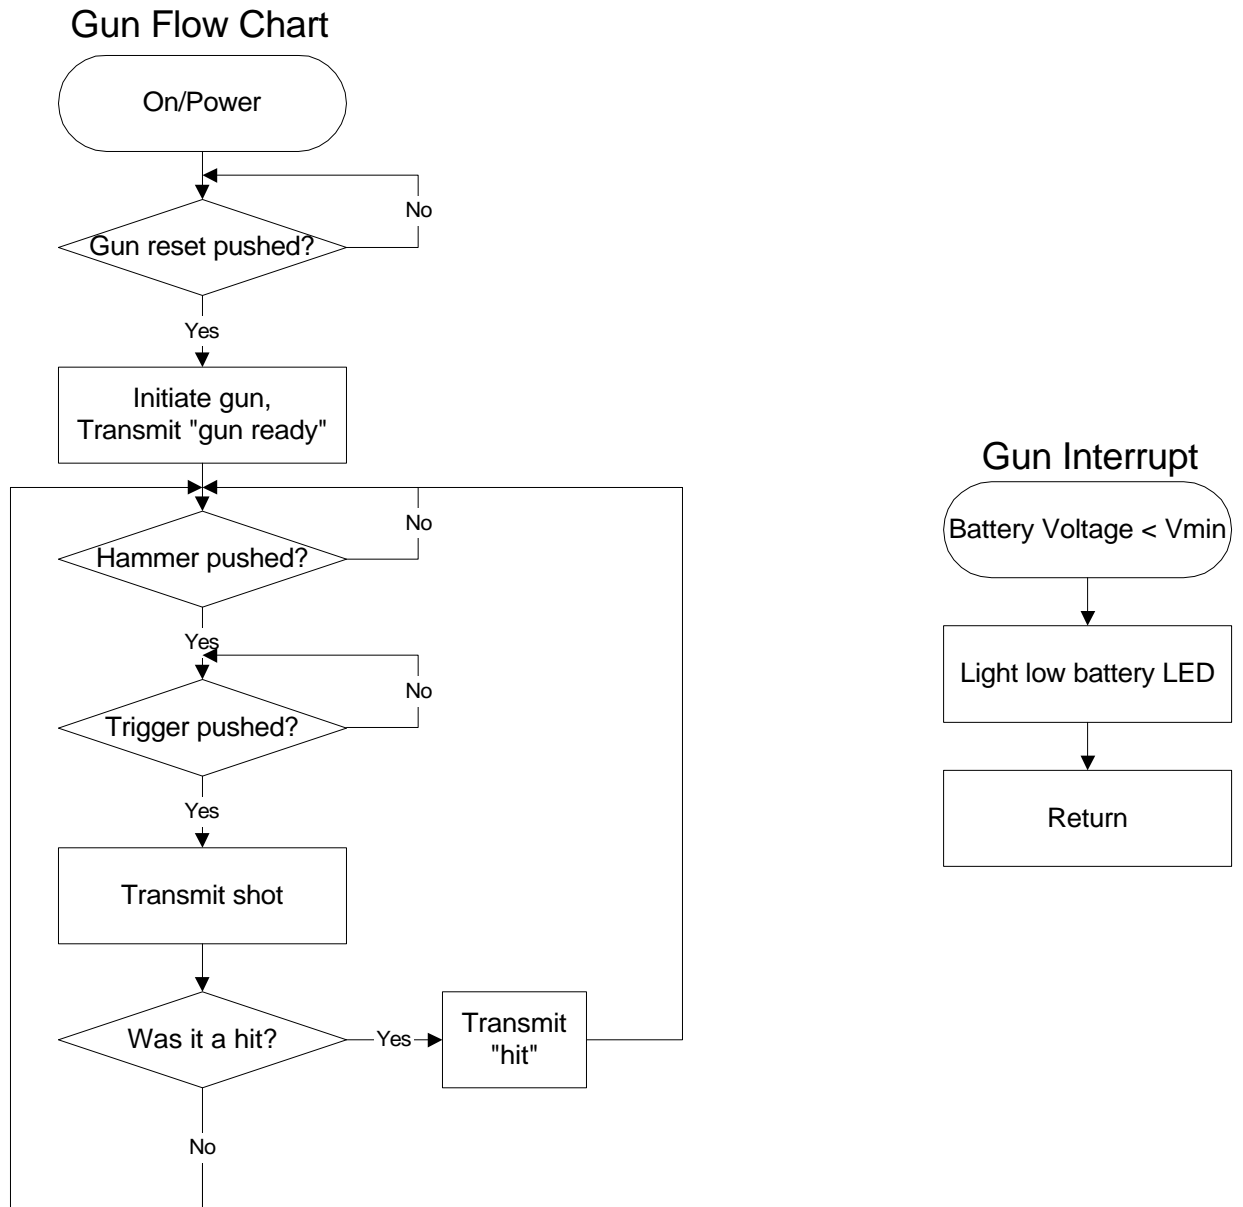 Gun Flow Chart
On/Power
No
Gun reset pushed?
Yes
Initiate gun,
Transmit "gun ready"
No
Hammer pushed?
Yes
No
Trigger pushed?
Yes
Transmit shot
Was it a hit?
Yes
Transmit
"hit"
No
Gun Interrupt
Battery Voltage < Vmin
Light low battery LED
Return